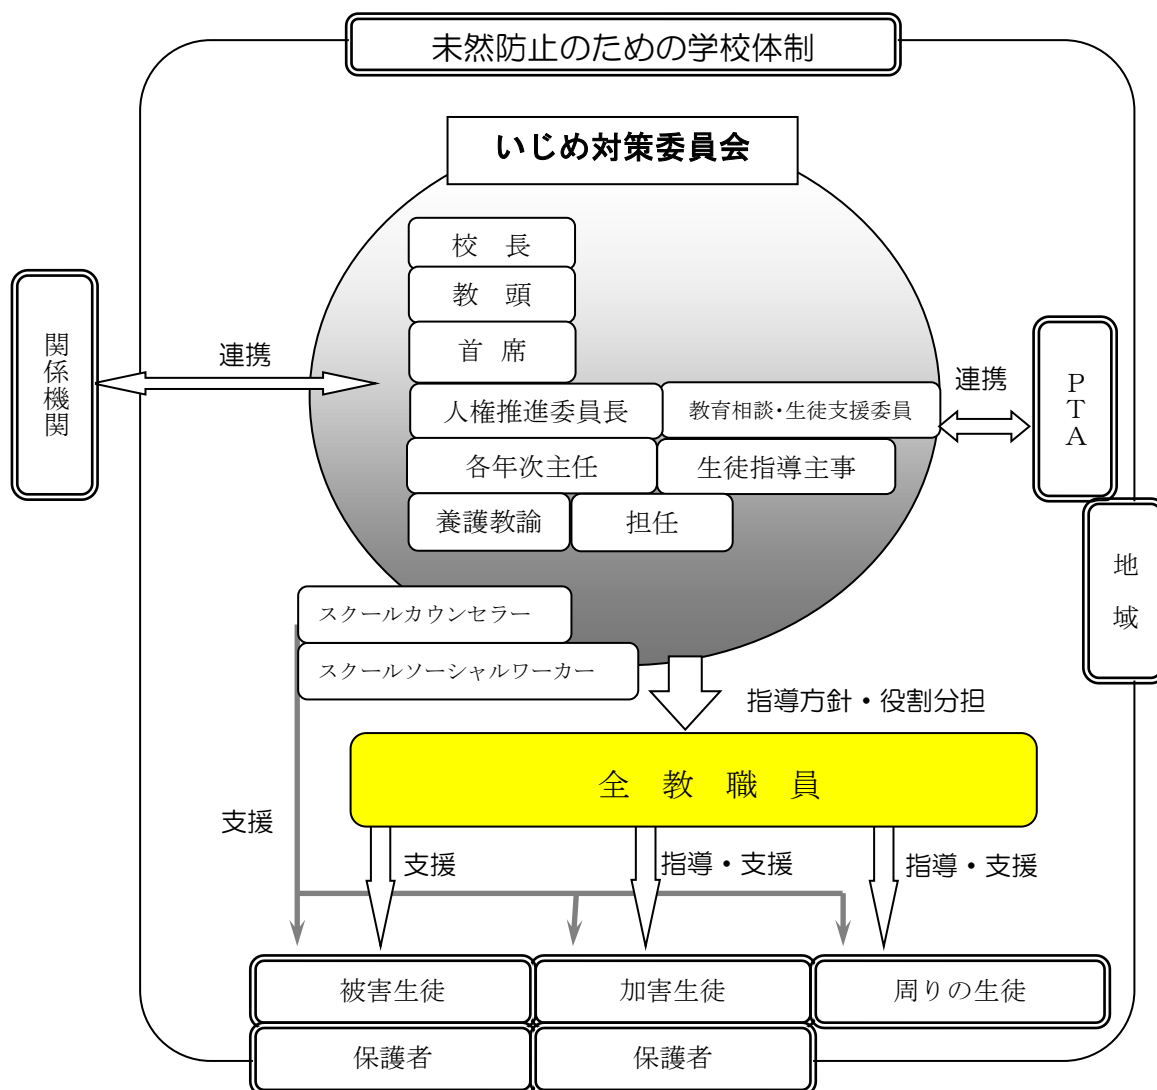 未然防止のための学校体制
いじめ対策委員会
校 長
教 頭
首 席
人権推進委員長
教育相談・生徒支援委員
各年次主任
生徒指導主事
養護教諭
担任
関係機関
連携
連携
PTA
地域
スクールカウンセラー
スクールソーシャルワーカー
指導方針・役割分担
全 教 職 員
支援
支援
指導・支援
指導・支援
被害生徒
加害生徒
周りの生徒
保護者
保護者